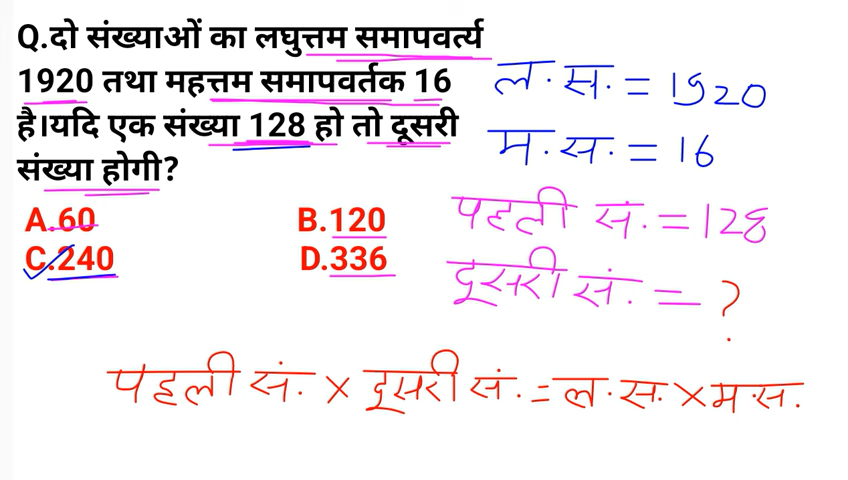 Q.दो संख्याओं का लघुत्तम समापवर्त्य
1920 तथा महत्तम समापवर्तक 16
है।यदि एक संख्या 128 हो तो दूसरी
संख्या होगी?
A.60 B.120
C.240 D.336
ल.स. = 1920
म.स. = 16
पहली सं. = 128
दूसरी सं. = ?
पहली सं. × दूसरी सं. = ल.स. × म.स.